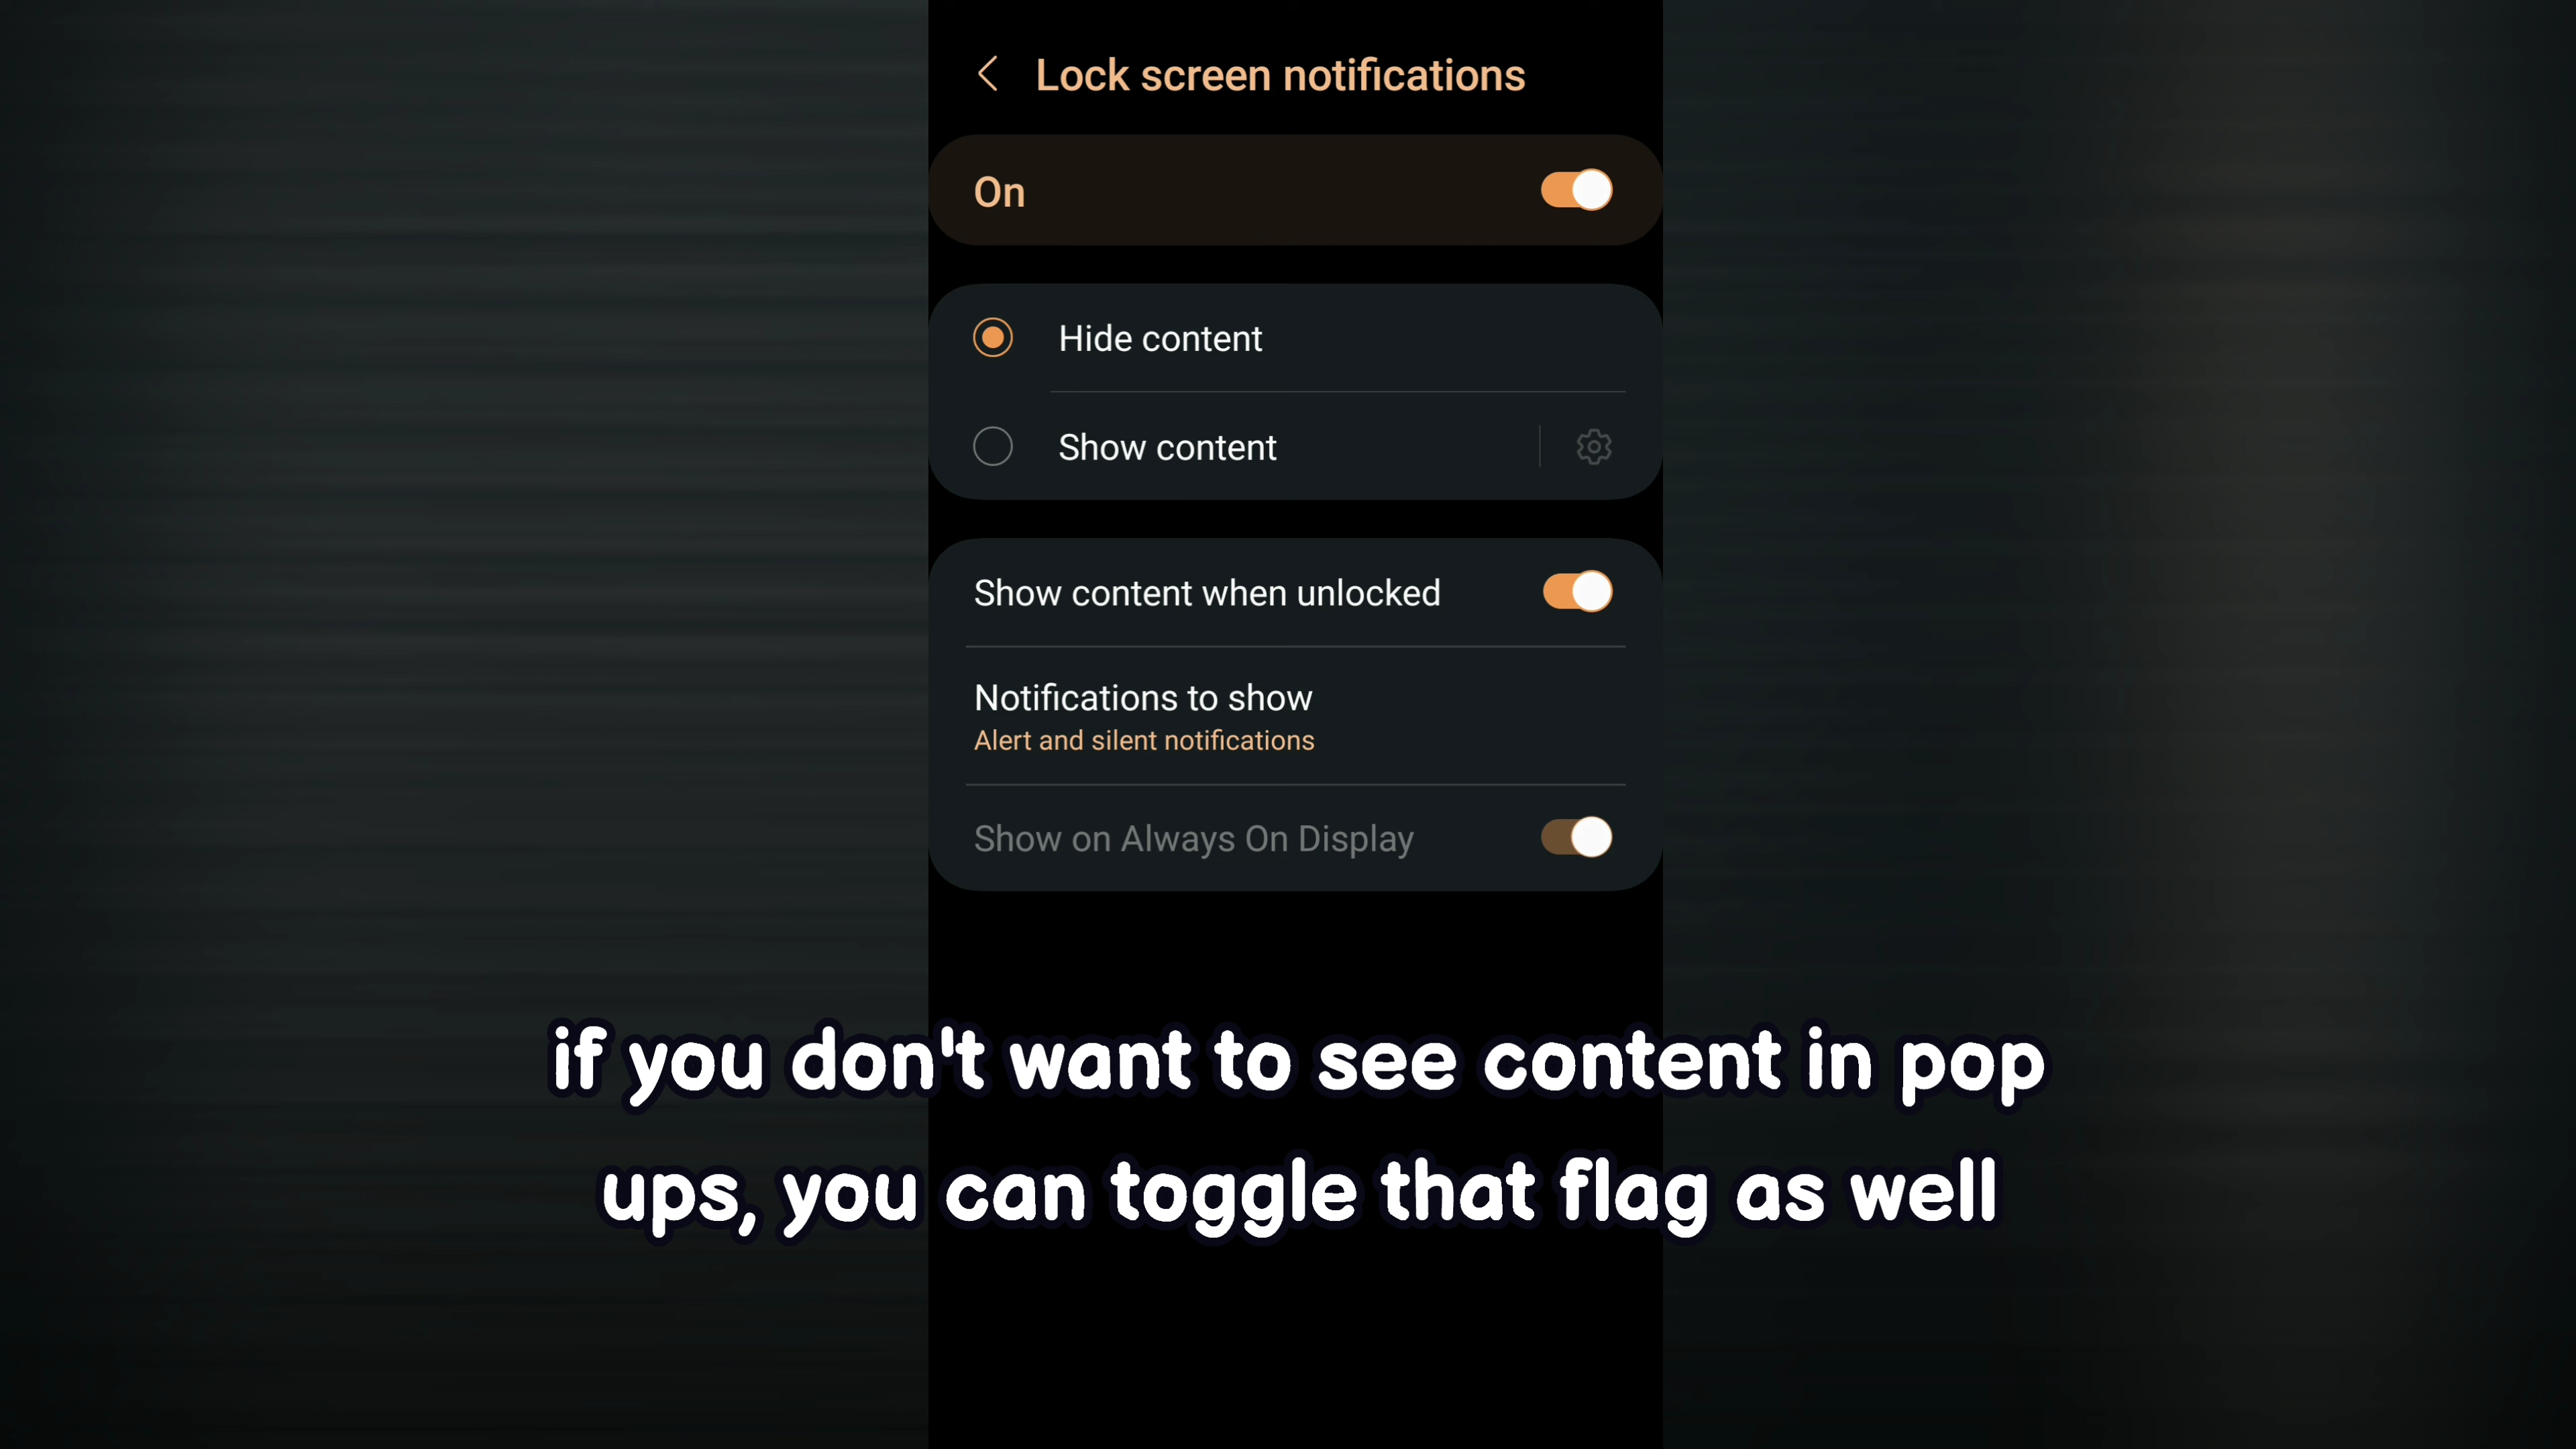 Lock screen notifications
On
Hide content
Show content
Show content when unlocked
Notifications to show
Alert and silent notifications
Show on Always On Display
if you don't want to see content in pop
ups, you can toggle that flag as well